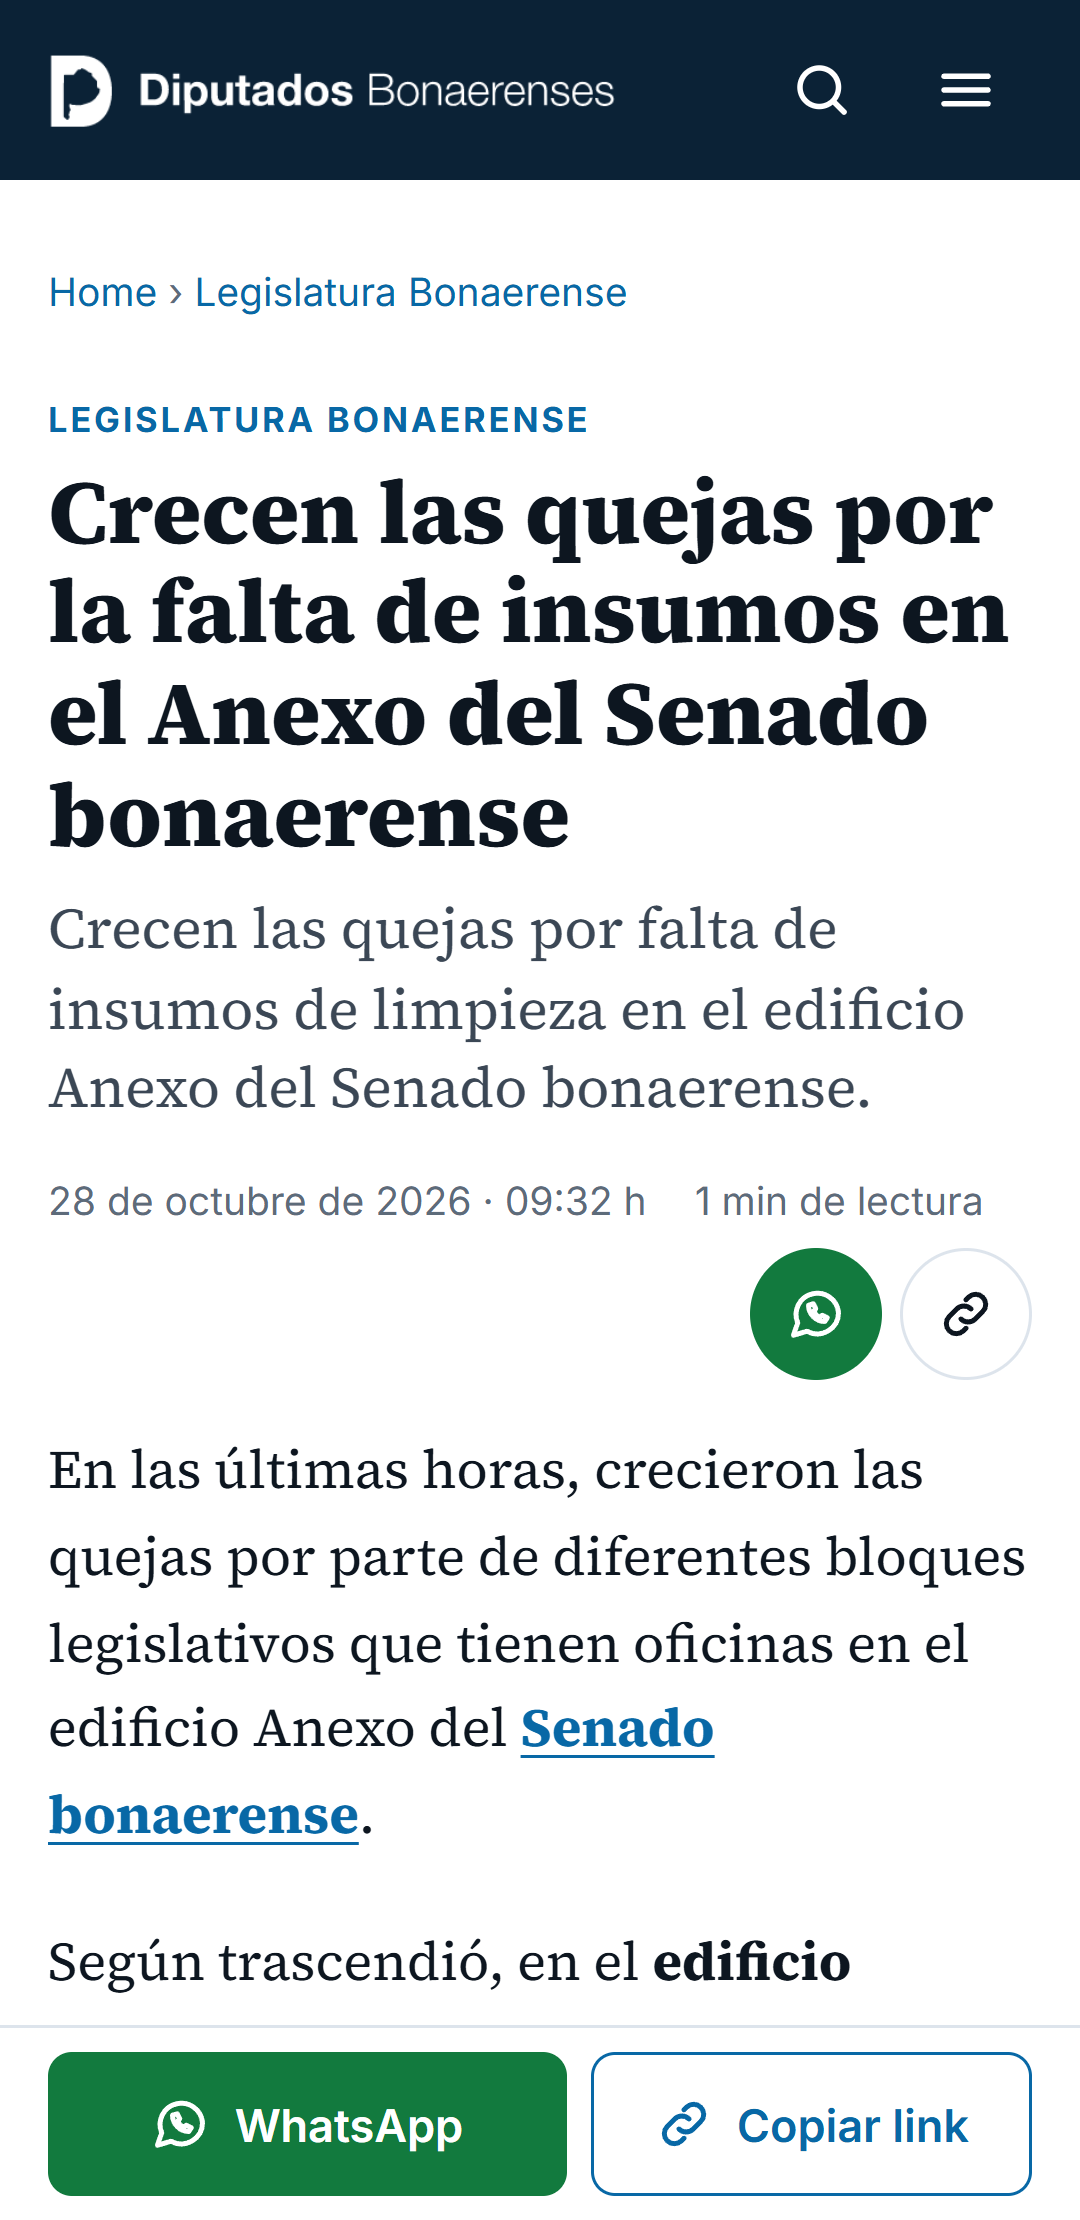 Diputados Bonaerenses
Home › Legislatura Bonaerense
LEGISLATURA BONAERENSE
Crecen las quejas por
la falta de insumos en
el Anexo del Senado
bonaerense
Crecen las quejas por falta de
insumos de limpieza en el edificio
Anexo del Senado bonaerense.
28 de octubre de 2026 · 09:32 h 1 min de lectura
En las últimas horas, crecieron las
quejas por parte de diferentes bloques
legislativos que tienen oficinas en el
edificio Anexo del Senado
bonaerense.
Según trascendió, en el edificio
WhatsApp Copiar link